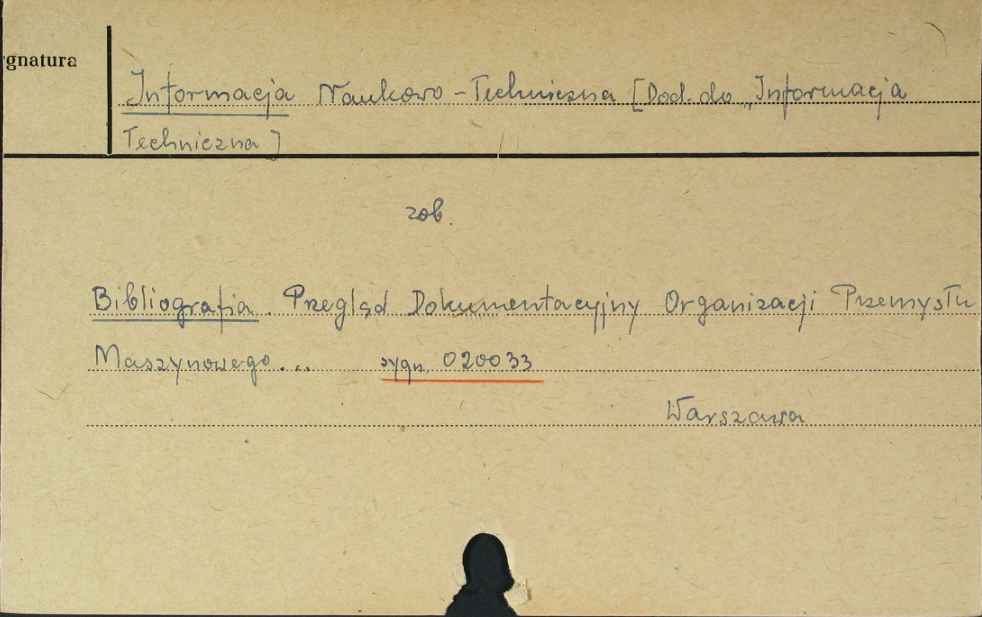 gnatura
Informacja Naukowo-Techniczna [Dod. do „Informacja
Techniczna]
zob.
Bibliografia. Przegląd Dokumentacyjny Organizacji Przemysłu
Maszynowego... sygn. 020033
Warszawa